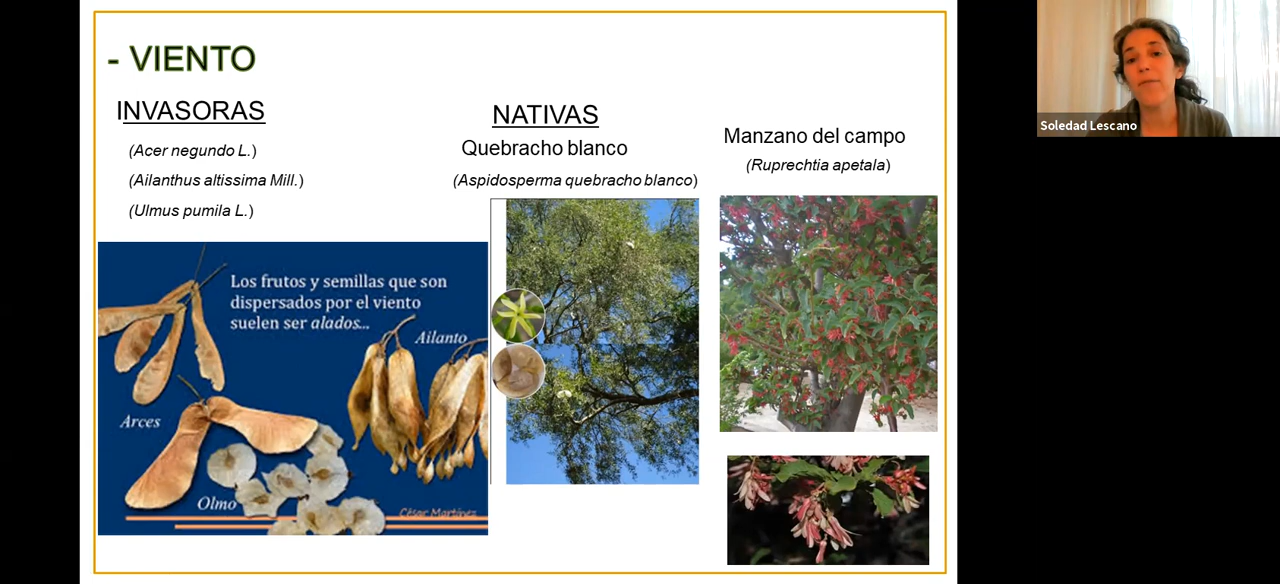 - VIENTO
INVASORAS
(Acer negundo L.)
(Ailanthus altissima Mill.)
(Ulmus pumila L.)
NATIVAS
Quebracho blanco
(Aspidosperma quebracho blanco)
Manzano del campo
(Ruprechtia apetala)
Los frutos y semillas que son
dispersados por el viento
suelen ser alados...
Ailanto
Arces
Olmo
César Martínez
Soledad Lescano